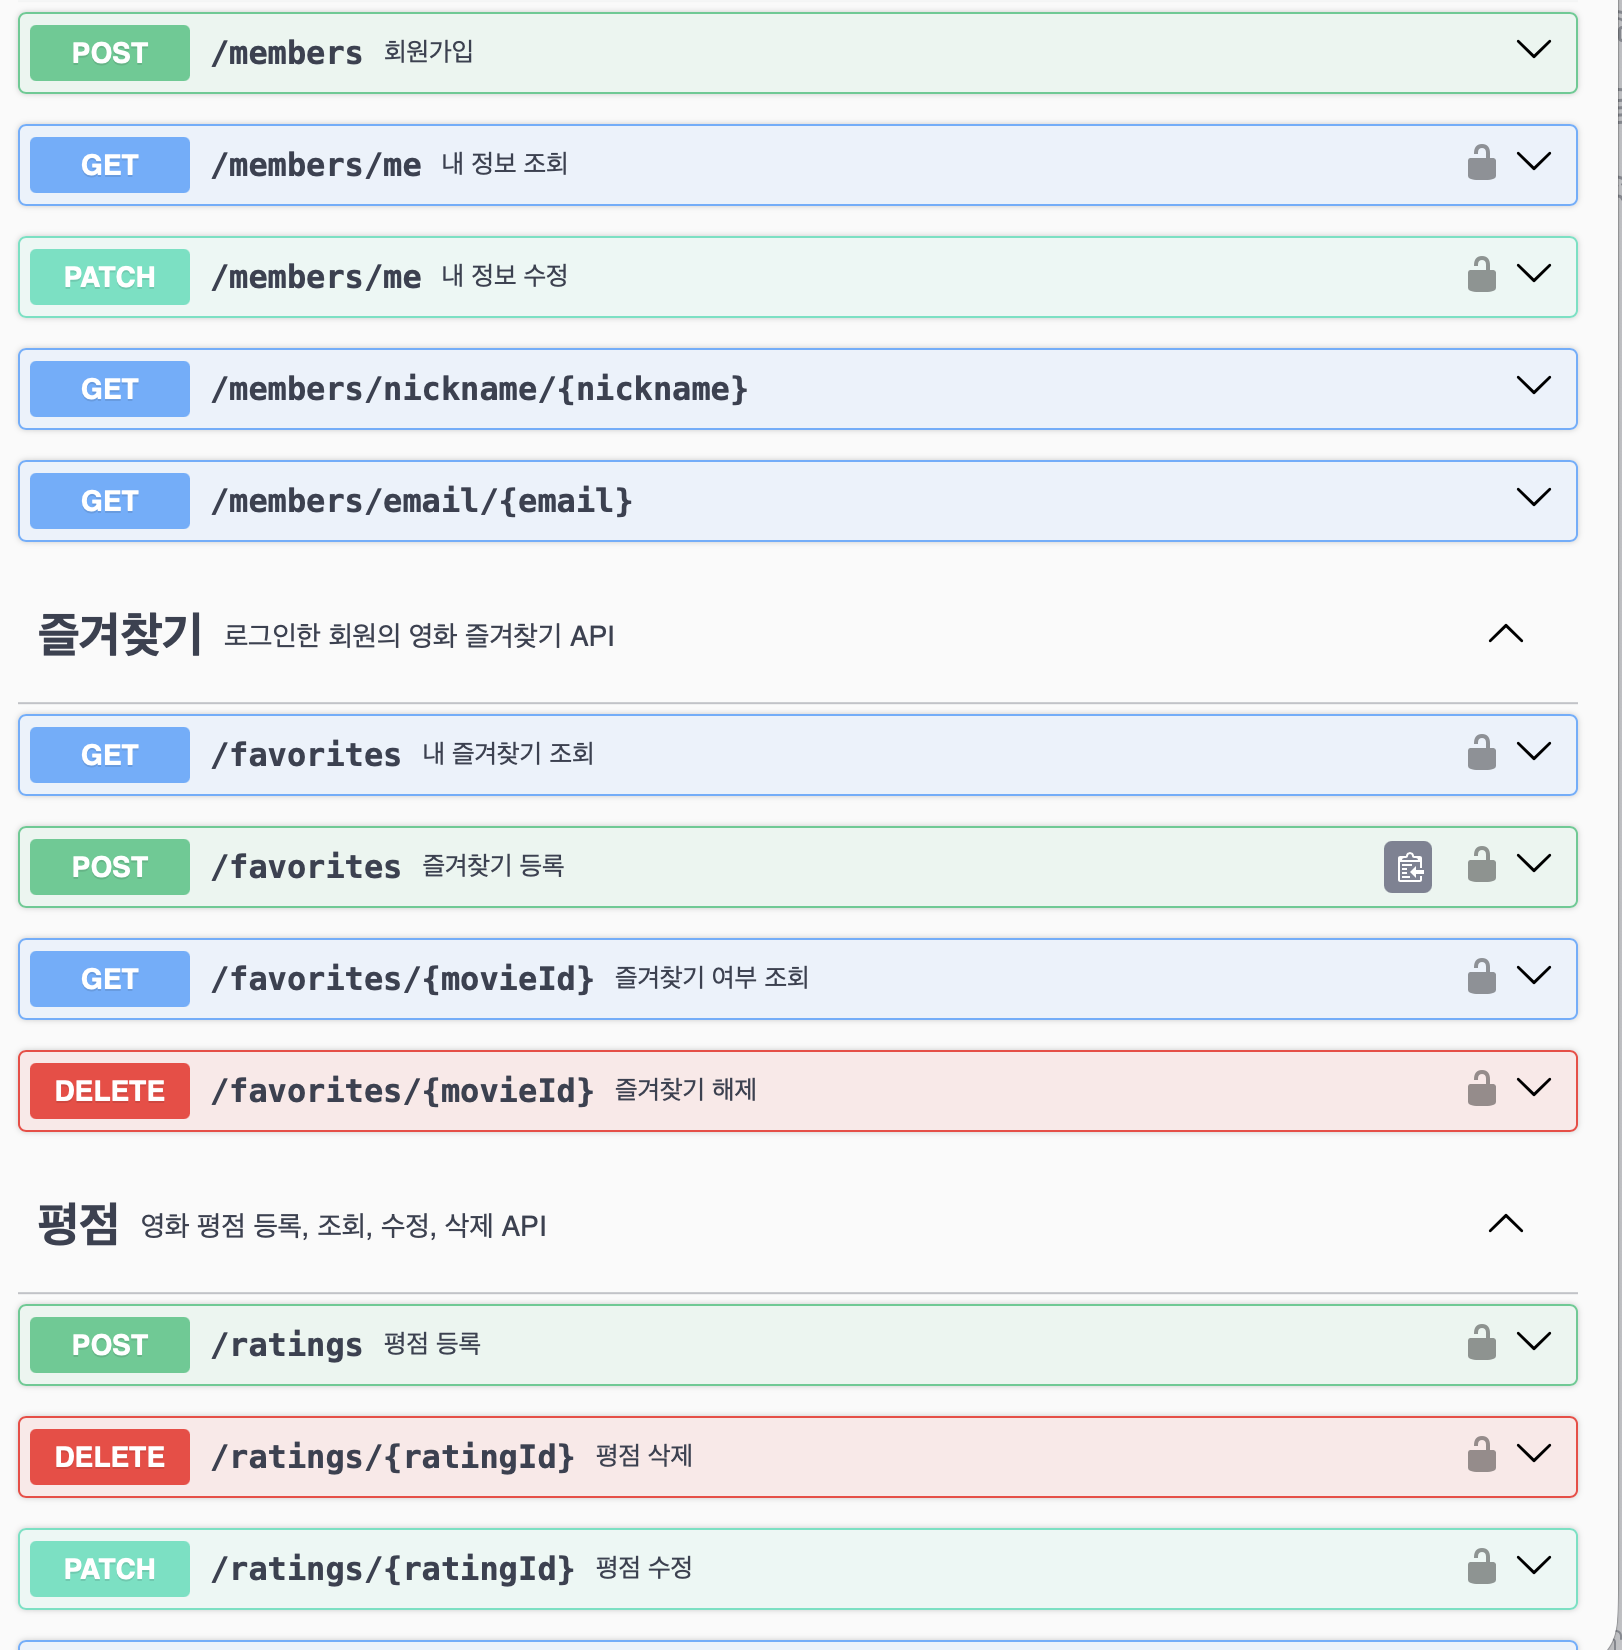 POST /members 회원가입
GET /members/me 내 정보 조회
PATCH /members/me 내 정보 수정
GET /members/nickname/{nickname}
GET /members/email/{email}
즐겨찾기 로그인한 회원의 영화 즐겨찾기 API
GET /favorites 내 즐겨찾기 조회
POST /favorites 즐겨찾기 등록
GET /favorites/{movieId} 즐겨찾기 여부 조회
DELETE /favorites/{movieId} 즐겨찾기 해제
평점 영화 평점 등록, 조회, 수정, 삭제 API
POST /ratings 평점 등록
DELETE /ratings/{ratingId} 평점 삭제
PATCH /ratings/{ratingId} 평점 수정